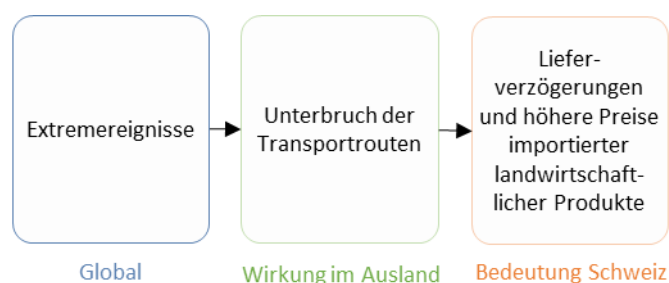 Extremereignisse
Unterbruch der
Transportrouten
Liefer-
verzögerungen
und höhere Preise
importierter
landwirtschaft-
licher Produkte
Global
Wirkung im Ausland
Bedeutung Schweiz